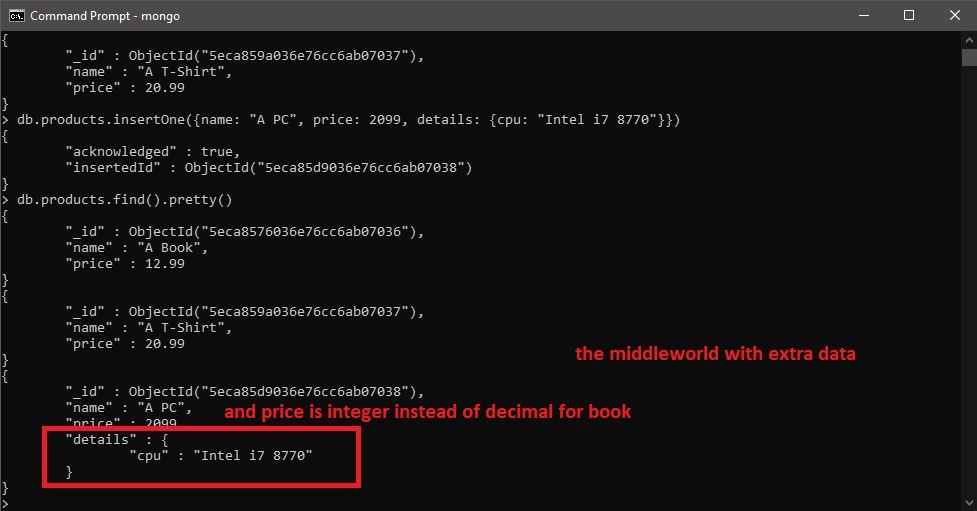 Command Prompt - mongo
{
"_id" : ObjectId("5eca859a036e76cc6ab07037"),
"name" : "A T-Shirt",
"price" : 20.99
}
> db.products.insertOne({name: "A PC", price: 2099, details: {cpu: "Intel i7 8770"}})
{
"acknowledged" : true,
"insertedId" : ObjectId("5eca85d9036e76cc6ab07038")
}
> db.products.find().pretty()
{
"_id" : ObjectId("5eca8576036e76cc6ab07036"),
"name" : "A Book",
"price" : 12.99
}
{
"_id" : ObjectId("5eca859a036e76cc6ab07037"),
"name" : "A T-Shirt",
"price" : 20.99
the middleworld with extra data
}
{
"_id" : ObjectId("5eca85d9036e76cc6ab07038"),
"name" : "A PC",
and price is integer instead of decimal for book
"price" : 2099,
"details" : {
"cpu" : "Intel i7 8770"
}
}
>